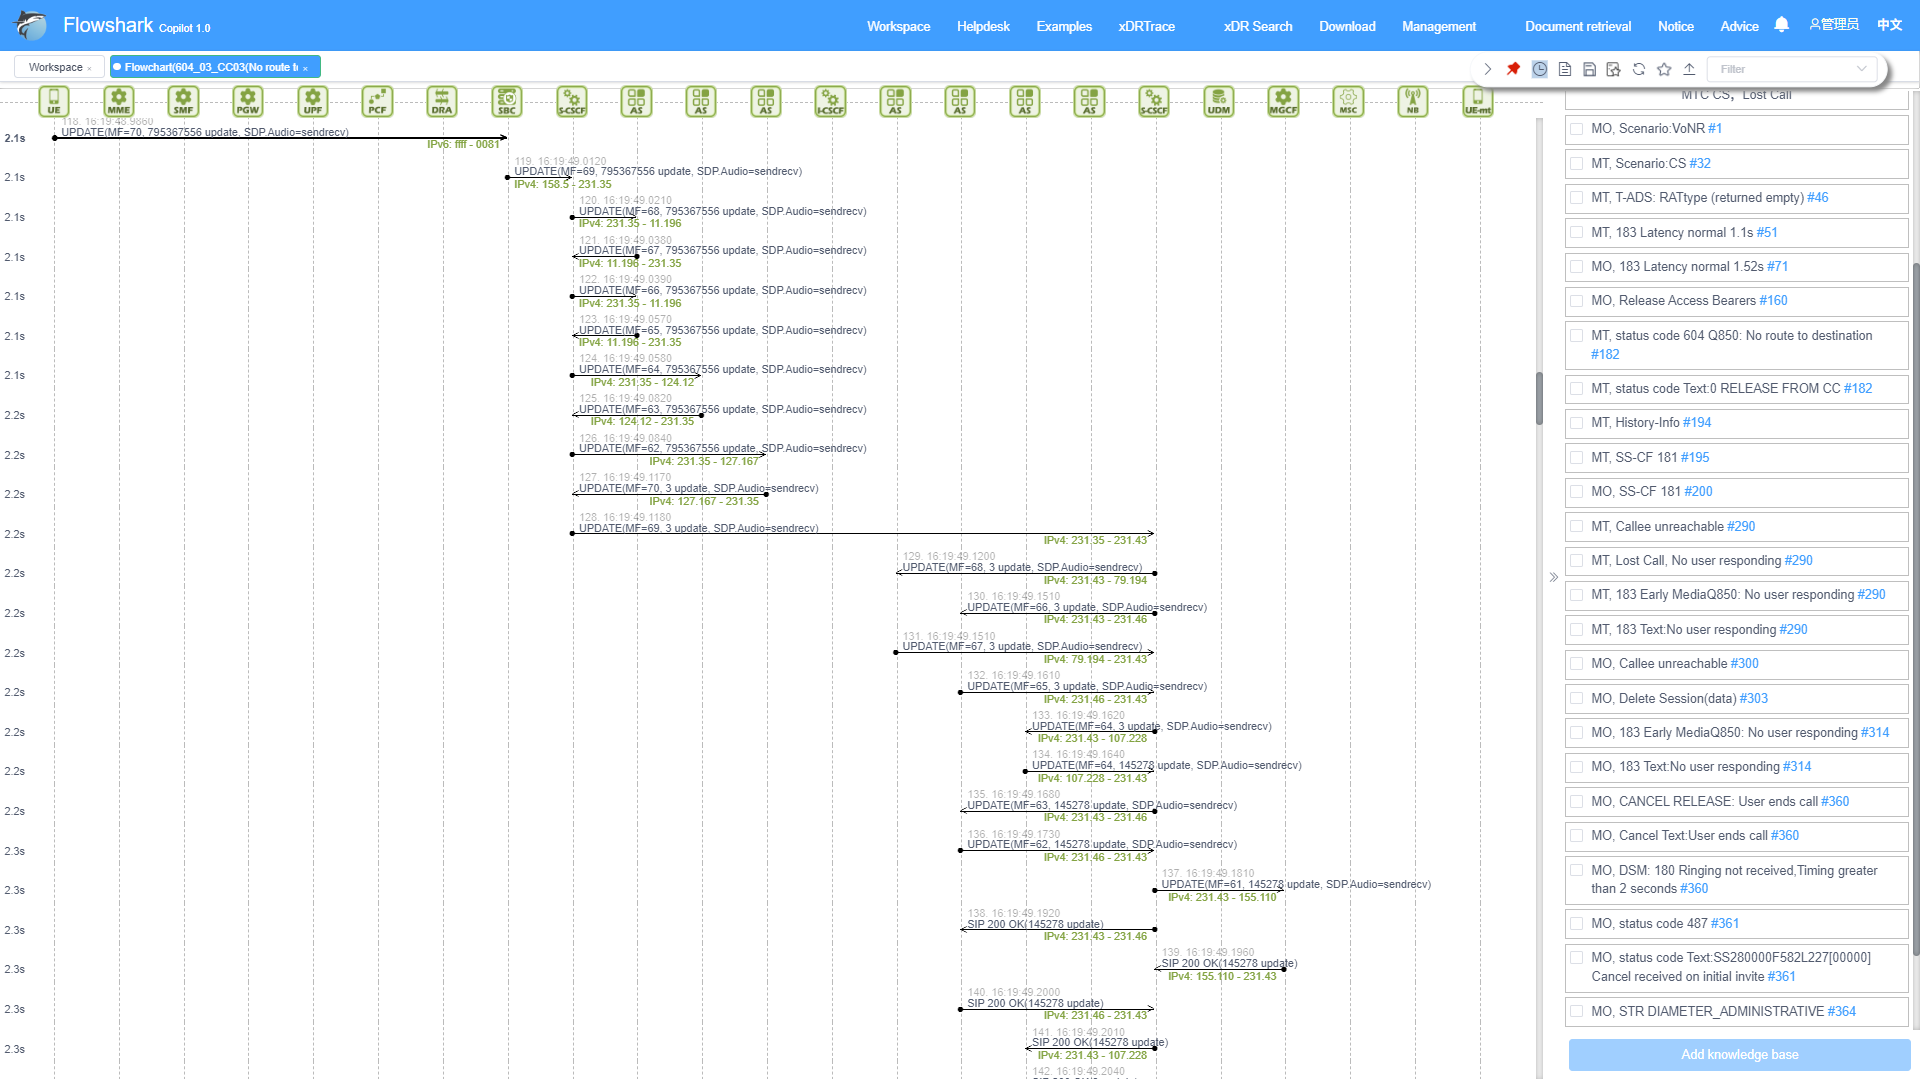 Flowshark Copilot 1.0
Workspace Helpdesk Examples xDRTrace xDR Search Download Management Document retrieval Notice Advice 管理员 中文
Workspace × Flowchart(604_03_CC03(No route t ×
Filter
UE MME SMF PGW UPF PCF DRA SBC S-CSCF AS AS AS I-CSCF AS AS AS AS S-CSCF UDM MGCF MSC NB UE-mt
118. 16:19:48.9860
2.1s UPDATE(MF=70, 795367556 update, SDP.Audio=sendrecv)
IPv6: ffff - 0081
119. 16:19:49.0120
2.1s UPDATE(MF=69, 795367556 update, SDP.Audio=sendrecv)
IPv4: 158.5 - 231.35
120. 16:19:49.0210
2.1s UPDATE(MF=68, 795367556 update, SDP.Audio=sendrecv)
IPv4: 231.35 - 11.196
121. 16:19:49.0380
2.1s UPDATE(MF=67, 795367556 update, SDP.Audio=sendrecv)
IPv4: 11.196 - 231.35
122. 16:19:49.0390
2.1s UPDATE(MF=66, 795367556 update, SDP.Audio=sendrecv)
IPv4: 231.35 - 11.196
123. 16:19:49.0570
2.1s UPDATE(MF=65, 795367556 update, SDP.Audio=sendrecv)
IPv4: 11.196 - 231.35
124. 16:19:49.0580
2.1s UPDATE(MF=64, 795367556 update, SDP.Audio=sendrecv)
IPv4: 231.35 - 124.12
125. 16:19:49.0820
2.2s UPDATE(MF=63, 795367556 update, SDP.Audio=sendrecv)
IPv4: 124.12 - 231.35
126. 16:19:49.0840
2.2s UPDATE(MF=62, 795367556 update, SDP.Audio=sendrecv)
IPv4: 231.35 - 127.167
127. 16:19:49.1170
2.2s UPDATE(MF=70, 3 update, SDP.Audio=sendrecv)
IPv4: 127.167 - 231.35
128. 16:19:49.1180
2.2s UPDATE(MF=69, 3 update, SDP.Audio=sendrecv)
IPv4: 231.35 - 231.43
129. 16:19:49.1200
2.2s UPDATE(MF=68, 3 update, SDP.Audio=sendrecv)
IPv4: 231.43 - 79.194
130. 16:19:49.1510
2.2s UPDATE(MF=66, 3 update, SDP.Audio=sendrecv)
IPv4: 231.43 - 231.46
131. 16:19:49.1510
2.2s UPDATE(MF=67, 3 update, SDP.Audio=sendrecv)
IPv4: 79.194 - 231.43
132. 16:19:49.1610
2.2s UPDATE(MF=65, 3 update, SDP.Audio=sendrecv)
IPv4: 231.46 - 231.43
133. 16:19:49.1620
2.2s UPDATE(MF=64, 3 update, SDP.Audio=sendrecv)
IPv4: 231.43 - 107.228
134. 16:19:49.1640
2.2s UPDATE(MF=64, 145278 update, SDP.Audio=sendrecv)
IPv4: 107.228 - 231.43
135. 16:19:49.1680
2.2s UPDATE(MF=63, 145278 update, SDP.Audio=sendrecv)
IPv4: 231.43 - 231.46
136. 16:19:49.1730
2.3s UPDATE(MF=62, 145278 update, SDP.Audio=sendrecv)
IPv4: 231.46 - 231.43
137. 16:19:49.1810
2.3s UPDATE(MF=61, 145278 update, SDP.Audio=sendrecv)
IPv4: 231.43 - 155.110
138. 16:19:49.1920
2.3s SIP 200 OK(145278 update)
IPv4: 231.43 - 231.46
139. 16:19:49.1960
2.3s SIP 200 OK(145278 update)
IPv4: 155.110 - 231.43
140. 16:19:49.2000
2.3s SIP 200 OK(145278 update)
IPv4: 231.46 - 231.43
141. 16:19:49.2010
2.3s SIP 200 OK(145278 update)
IPv4: 231.43 - 107.228
142. 16:19:49.2040
MTC CS, Lost Call
MO, Scenario:VoNR #1
MT, Scenario:CS #32
MT, T-ADS: RATtype (returned empty) #46
MT, 183 Latency normal 1.1s #51
MO, 183 Latency normal 1.52s #71
MO, Release Access Bearers #160
MT, status code 604 Q850: No route to destination
#182
MT, status code Text:0 RELEASE FROM CC #182
MT, History-Info #194
MT, SS-CF 181 #195
MO, SS-CF 181 #200
MT, Callee unreachable #290
MT, Lost Call, No user responding #290
MT, 183 Early MediaQ850: No user responding #290
MT, 183 Text:No user responding #290
MO, Callee unreachable #300
MO, Delete Session(data) #303
MO, 183 Early MediaQ850: No user responding #314
MO, 183 Text:No user responding #314
MO, CANCEL RELEASE: User ends call #360
MO, Cancel Text:User ends call #360
MO, DSM: 180 Ringing not received,Timing greater
than 2 seconds #360
MO, status code 487 #361
MO, status code Text:SS280000F582L227[00000]
Cancel received on initial invite #361
MO, STR DIAMETER_ADMINISTRATIVE #364
Add knowledge base